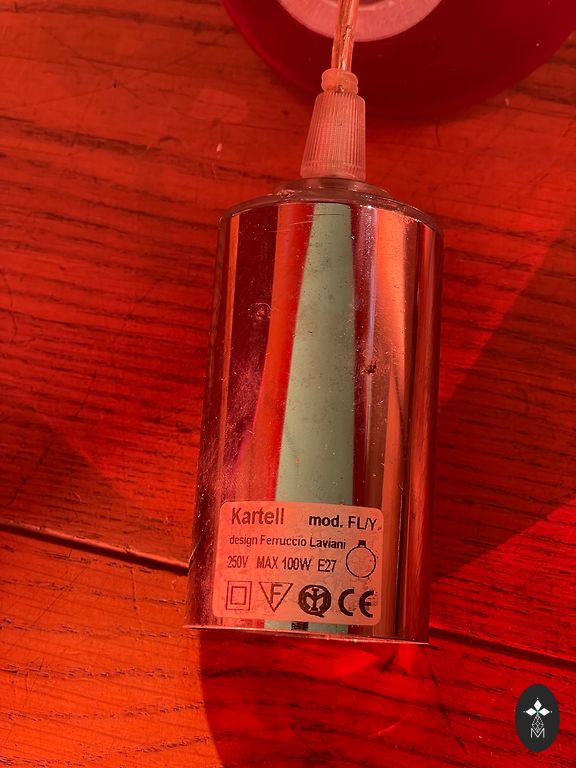 Kartell mod. FL/Y
design Ferruccio Laviani
250V MAX 100W E27
F CE